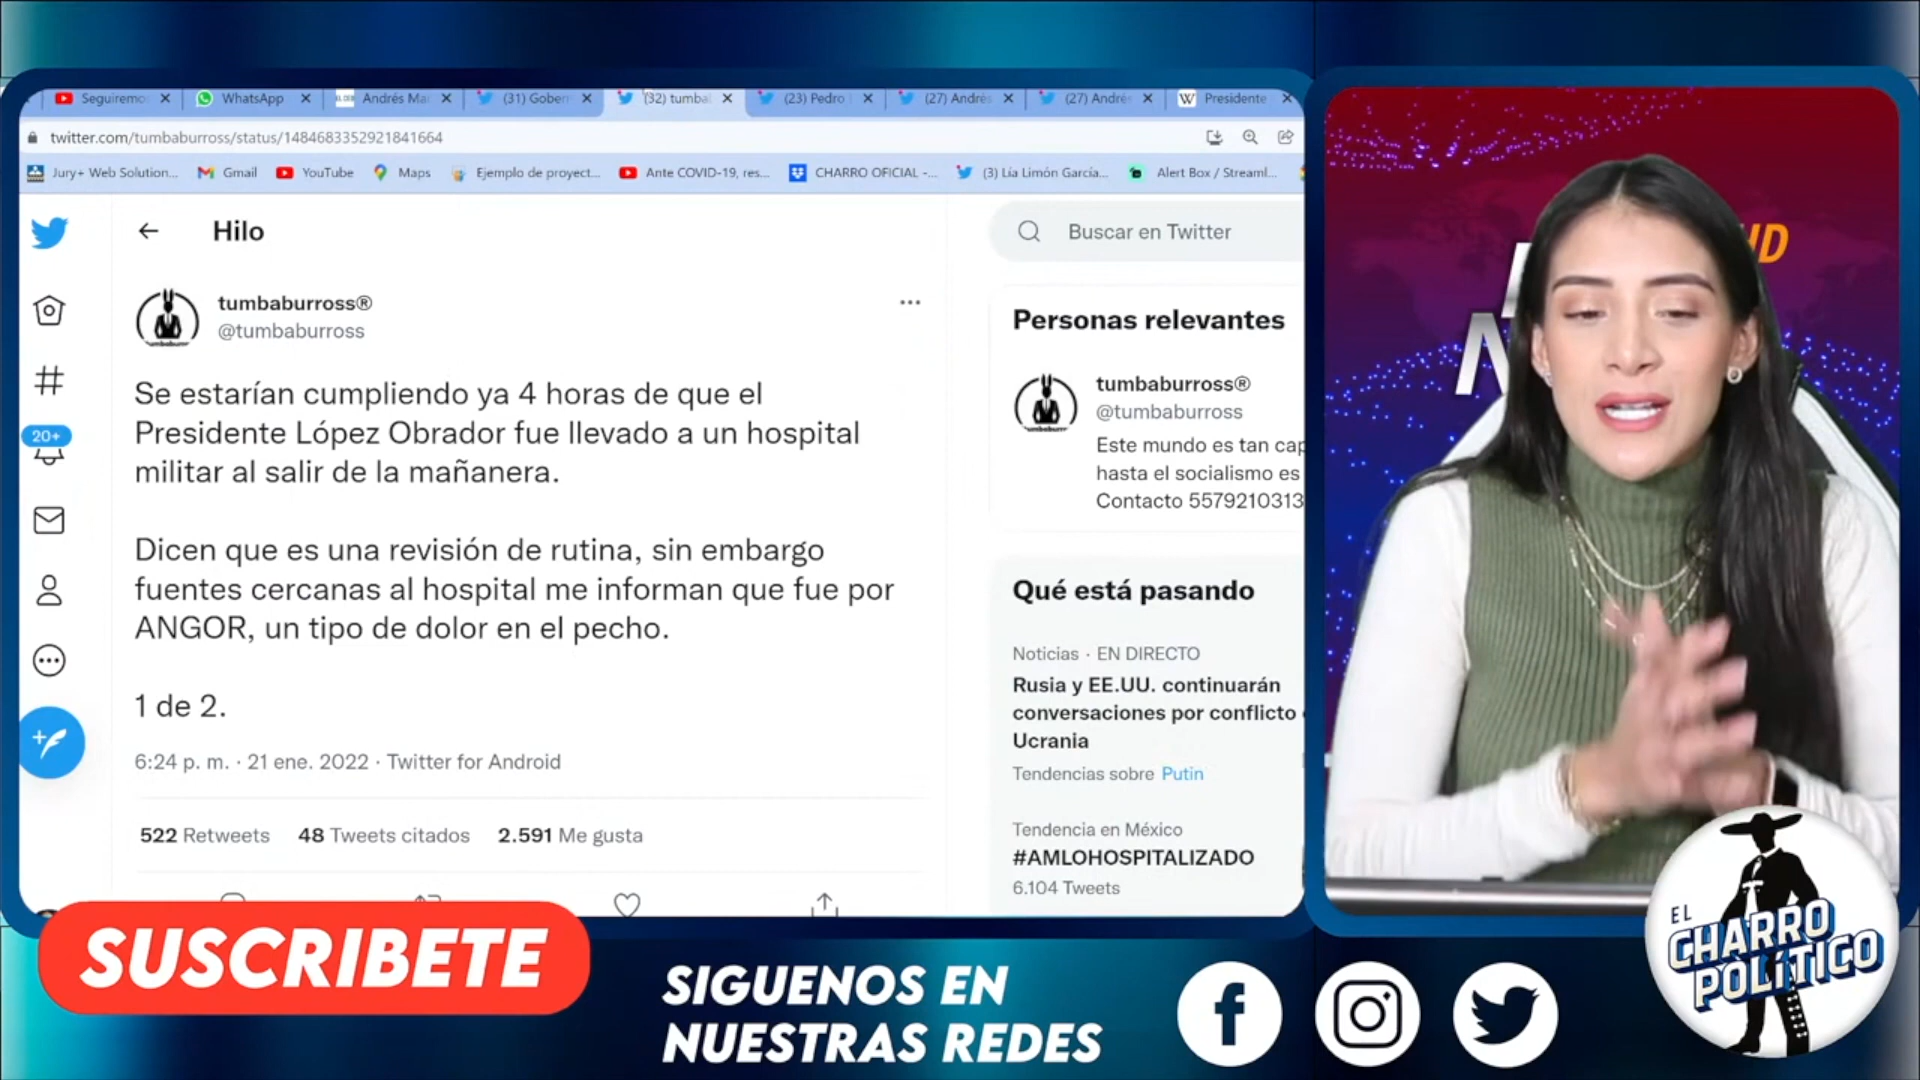 Seguiremo
WhatsApp
Andrés Ma
(31) Gober
(32) tumba
(23) Pedro
(27) Andrés
(27) Andrés
W Presidente
twitter.com/tumbaburross/status/1484683352921841664
Jury+ Web Solution...
Gmail
YouTube
Maps
Ejemplo de proyect...
Ante COVID-19, res...
CHARRO OFICIAL -...
(3) Lía Limón García...
Alert Box / Streaml...
Hilo
Buscar en Twitter
20+
tumbaburross®
@tumbaburross
Se estarían cumpliendo ya 4 horas de que el
Presidente López Obrador fue llevado a un hospital
militar al salir de la mañanera.
Dicen que es una revisión de rutina, sin embargo
fuentes cercanas al hospital me informan que fue por
ANGOR, un tipo de dolor en el pecho.
1 de 2.
6:24 p. m. · 21 ene. 2022 · Twitter for Android
522 Retweets 48 Tweets citados 2.591 Me gusta
Personas relevantes
tumbaburross®
@tumbaburross
Este mundo es tan cap
hasta el socialismo es
Contacto 5579210313
Qué está pasando
Noticias · EN DIRECTO
Rusia y EE.UU. continuarán
conversaciones por conflicto
Ucrania
Tendencias sobre Putin
Tendencia en México
#AMLOHOSPITALIZADO
6.104 Tweets
SUSCRIBETE
SIGUENOS EN
NUESTRAS REDES
EL
CHARRO
POLÍTICO